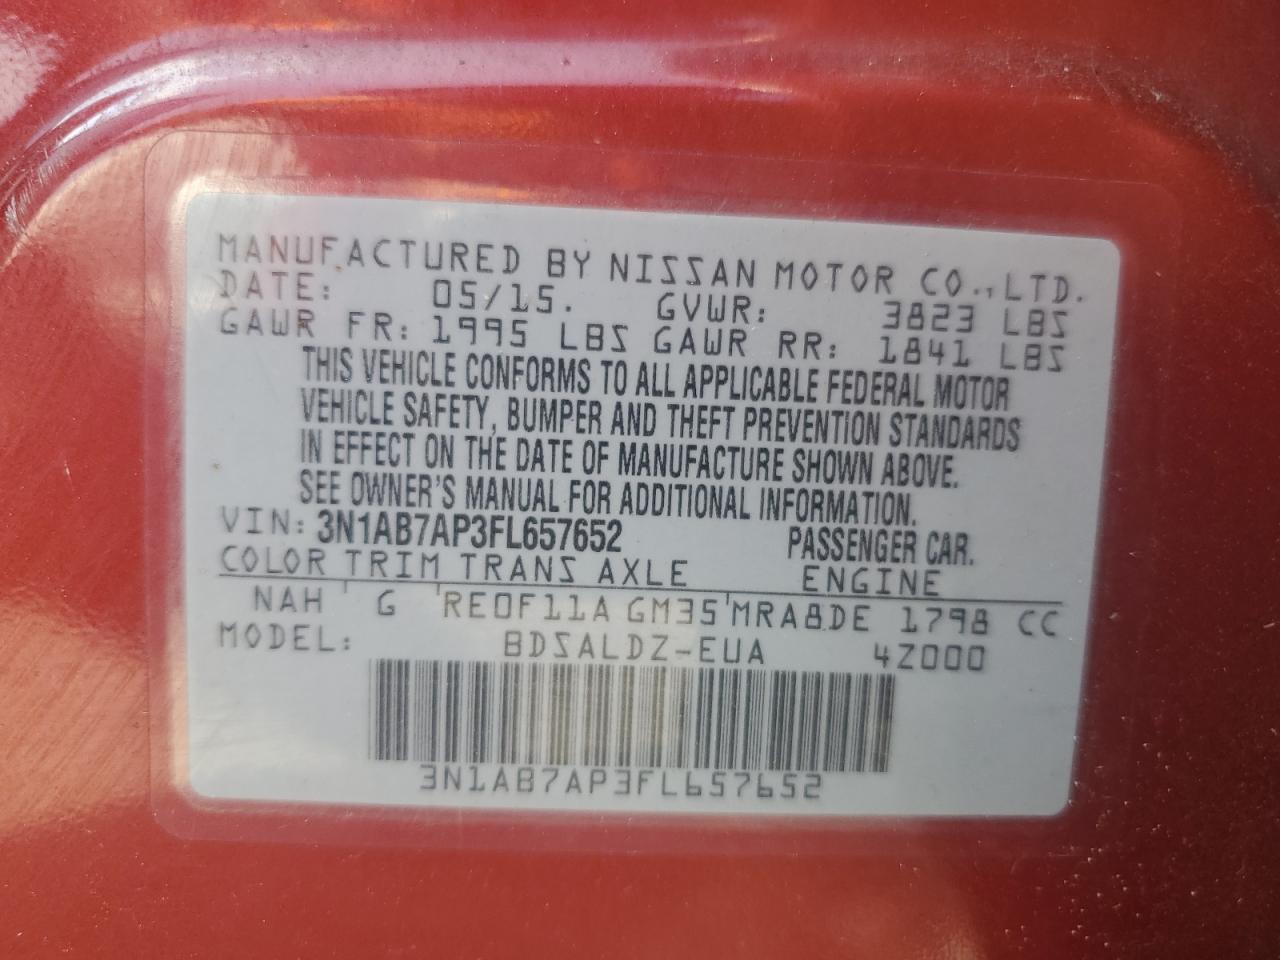 MANUFACTURED BY NISSAN MOTOR CO.,LTD.
DATE: 05/15. GVWR: 3823 LBS
GAWR FR: 1995 LBS GAWR RR: 1841 LBS
THIS VEHICLE CONFORMS TO ALL APPLICABLE FEDERAL MOTOR
VEHICLE SAFETY, BUMPER AND THEFT PREVENTION STANDARDS
IN EFFECT ON THE DATE OF MANUFACTURE SHOWN ABOVE.
SEE OWNER'S MANUAL FOR ADDITIONAL INFORMATION.
VIN: 3N1AB7AP3FL657652 PASSENGER CAR.
COLOR TRIM TRANS AXLE ENGINE
NAH G RE0F11A GM35 MRA8DE 1798 CC
MODEL: BDSALDZ-EUA 4Z000
3N1AB7AP3FL657652